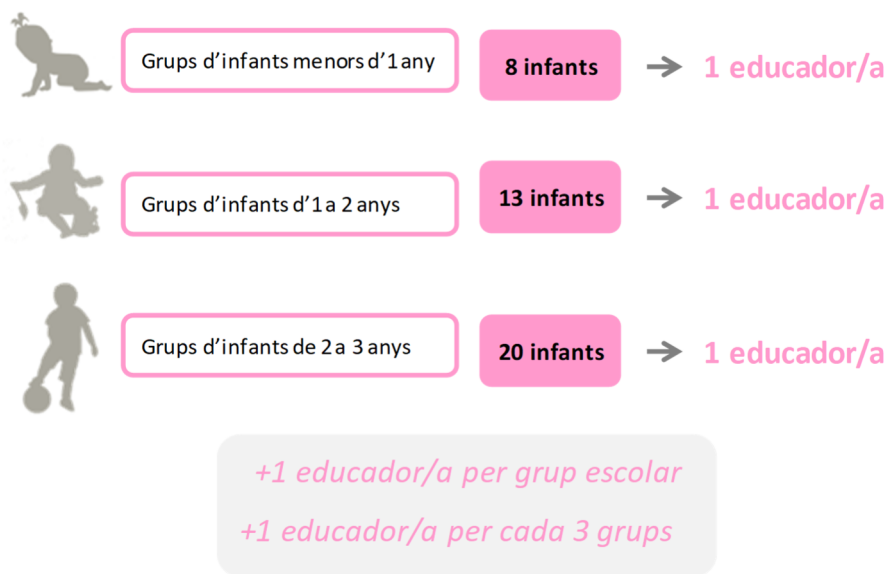 Grups d’infants menors d’1 any 8 infants → 1 educador/a
Grups d’infants d’1 a 2 anys 13 infants → 1 educador/a
Grups d’infants de 2 a 3 anys 20 infants → 1 educador/a
+1 educador/a per grup escolar
+1 educador/a per cada 3 grups